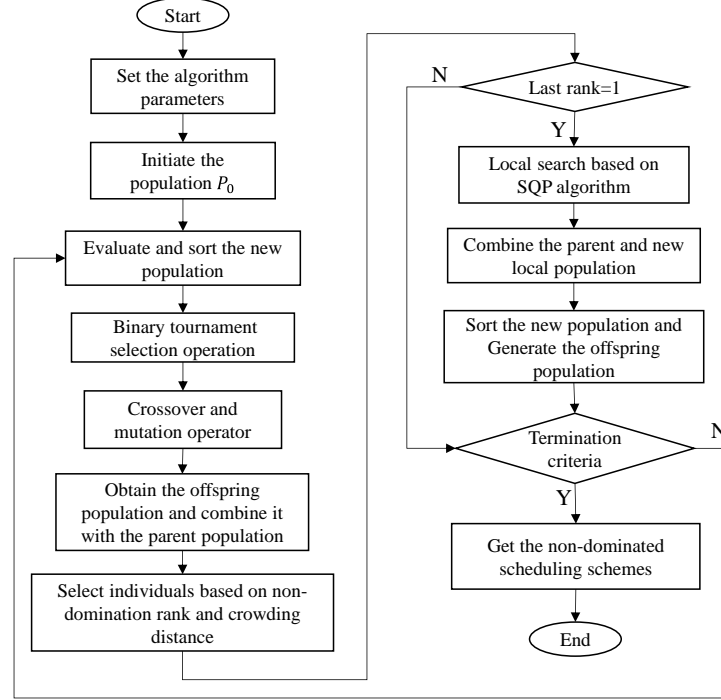 Start
Set the algorithm
parameters
Initiate the
population P₀
Evaluate and sort the new
population
Binary tournament
selection operation
Crossover and
mutation operator
Obtain the offspring
population and combine it
with the parent population
Select individuals based on non-
domination rank and crowding
distance
N
Last rank=1
Y
Local search based on
SQP algorithm
Combine the parent and new
local population
Sort the new population and
Generate the offspring
population
Termination
criteria
N
Y
Get the non-dominated
scheduling schemes
End